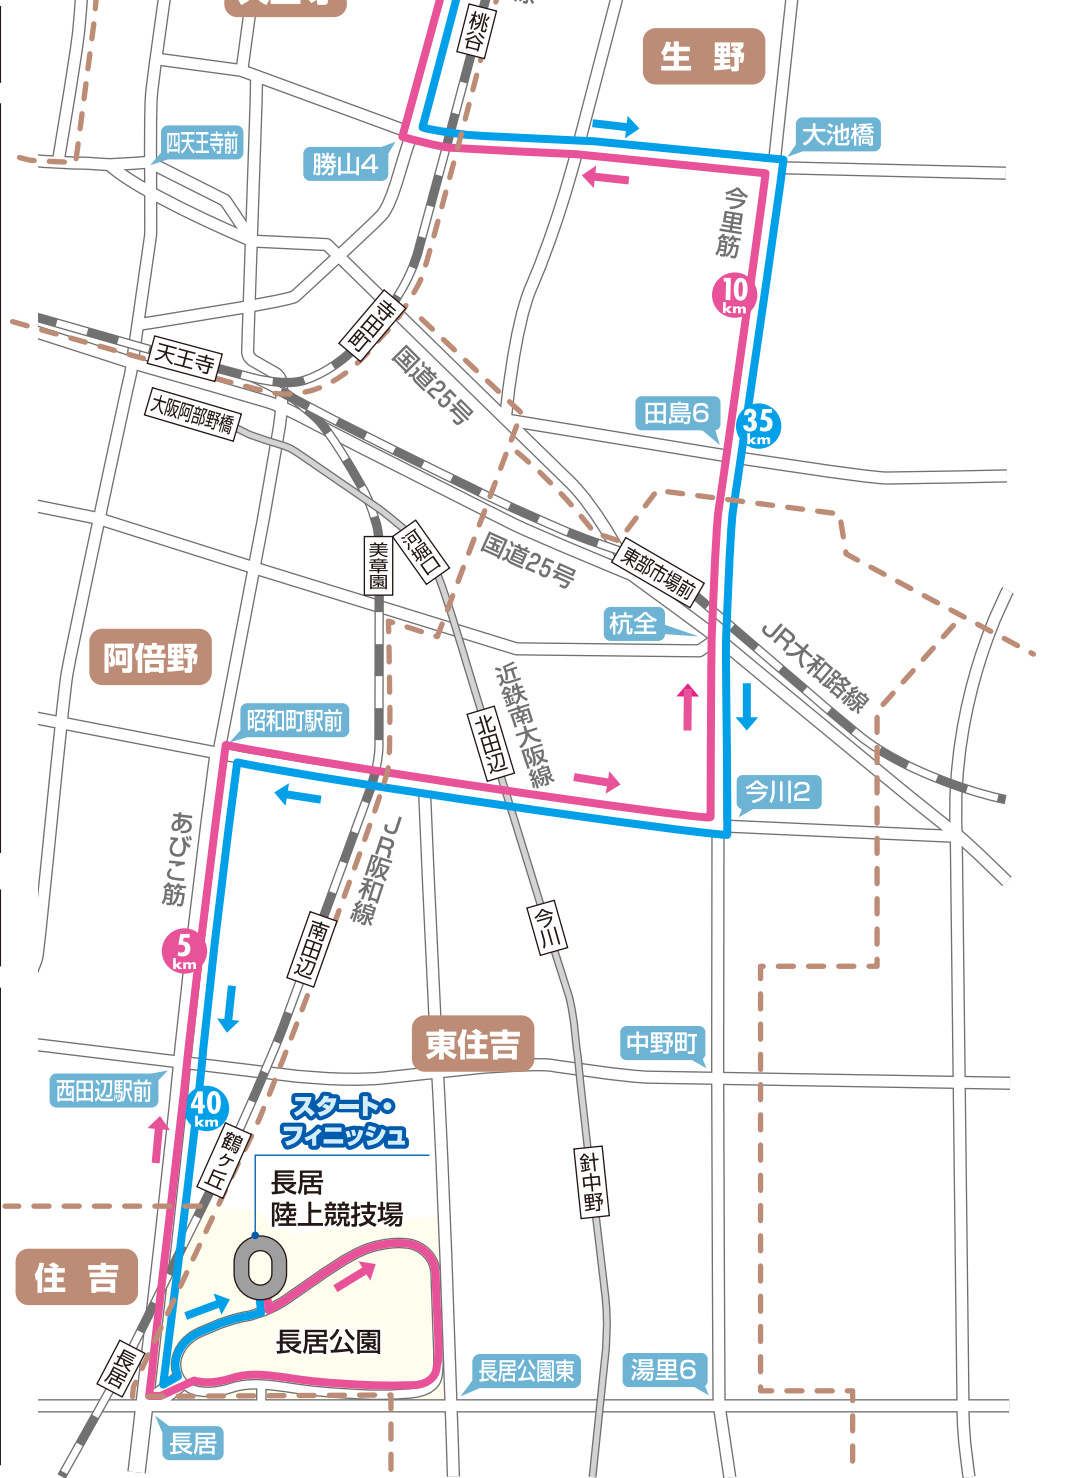 桃谷
生 野
大池橋
四天王寺前
勝山4
今里筋
10
km
寺田町
天王寺
国道25号
大阪阿部野橋
田島6
35
km
河堀口
美章園
国道25号
東部市場前
杭全
JR大和路線
阿倍野
近鉄南大阪線
昭和町駅前
北田辺
今川2
あびこ筋
JR阪和線
南田辺
今川
5
km
東住吉
中野町
西田辺駅前
40
km
スタート・
フィニッシュ
鶴ヶ丘
長居
陸上競技場
針中野
住 吉
長居公園
長居
長居公園東
湯里6
長居